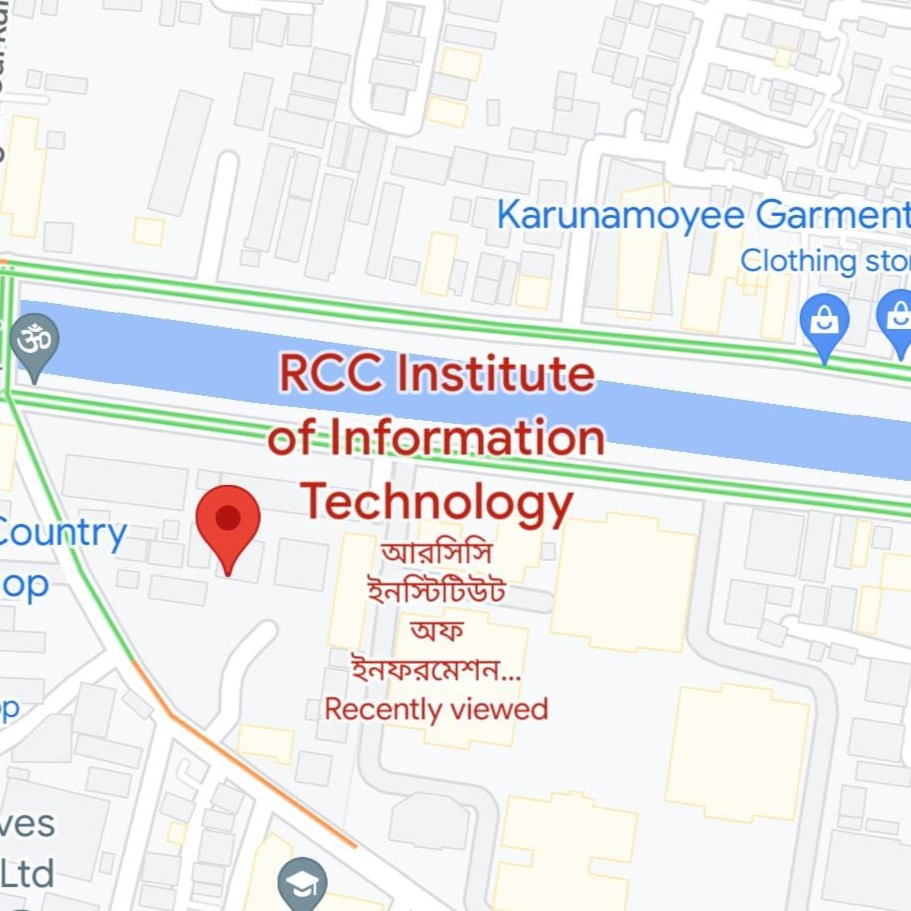 Karunamoyee Garment
Clothing stor
ॐ
RCC Institute
of Information
Technology
আরসিসি
ইনস্টিটিউট
অফ
ইনফরমেশন...
Recently viewed
Country
op
op
ves
Ltd